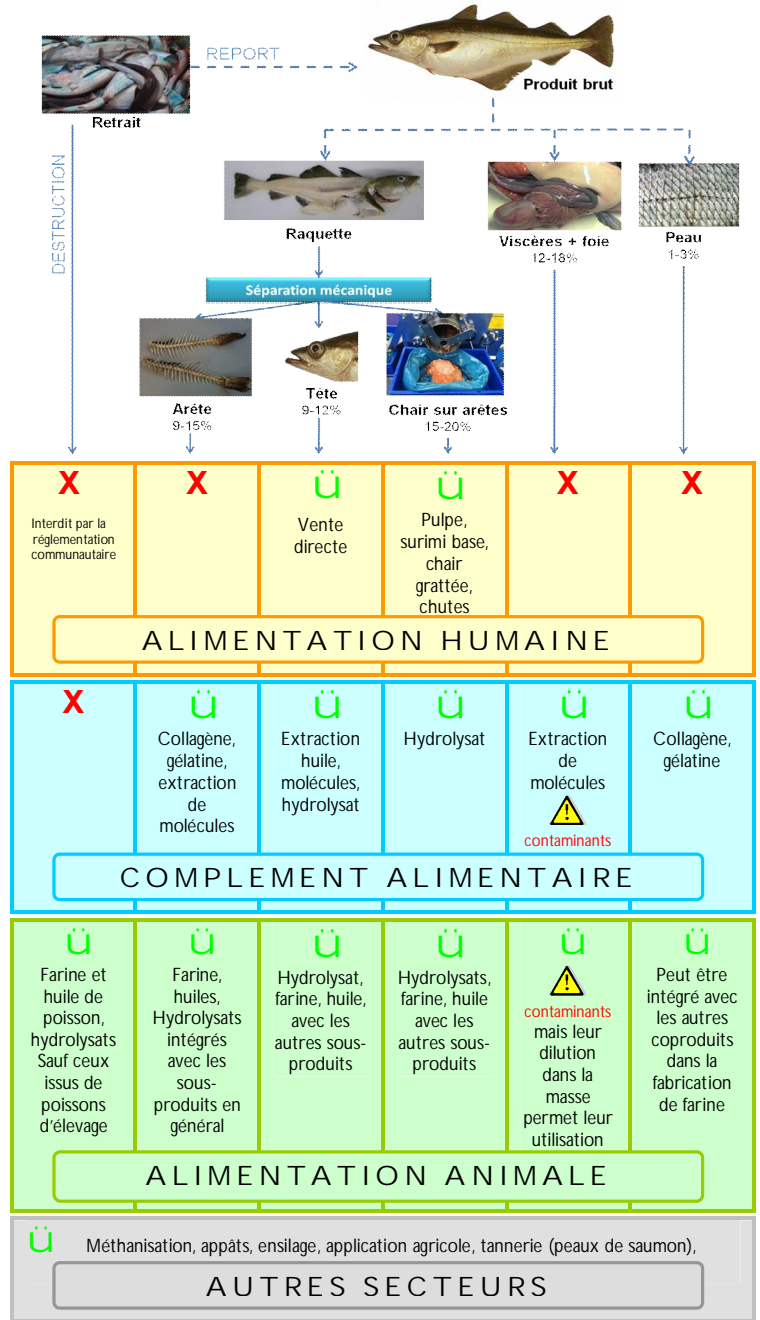 REPORT
Produit brut
Retrait
DESTRUCTION
Raquette
Viscères + foie
12-18%
Peau
1-3%
Séparation mécanique
Arête
9-15%
Tête
9-12%
Chair sur arêtes
15-20%
X
Interdit par la
réglementation
communautaire
X
ü
Vente
directe
ü
Pulpe,
surimi base,
chair
grattée,
chutes
X
X
ALIMENTATION HUMAINE
X
ü
Collagène,
gélatine,
extraction
de
molécules
ü
Extraction
huile,
molécules,
hydrolysat
ü
Hydrolysat
ü
Extraction
de
molécules
!
contaminants
ü
Collagène,
gélatine
COMPLEMENT ALIMENTAIRE
ü
Farine et
huile de
poisson,
hydrolysats
Sauf ceux
issus de
poissons
d'élevage
ü
Farine,
huiles,
Hydrolysats
intégrés
avec les
sous-
produits en
général
ü
Hydrolysat,
farine, huile,
avec les
autres sous-
produits
ü
Hydrolysats,
farine, huile
avec les
autres sous-
produits
ü
!
contaminants
mais leur
dilution
dans la
masse
permet leur
utilisation
ü
Peut être
intégré avec
les autres
coproduits
dans la
fabrication
de farine
ALIMENTATION ANIMALE
ü Méthanisation, appâts, ensilage, application agricole, tannerie (peaux de saumon),
AUTRES SECTEURS